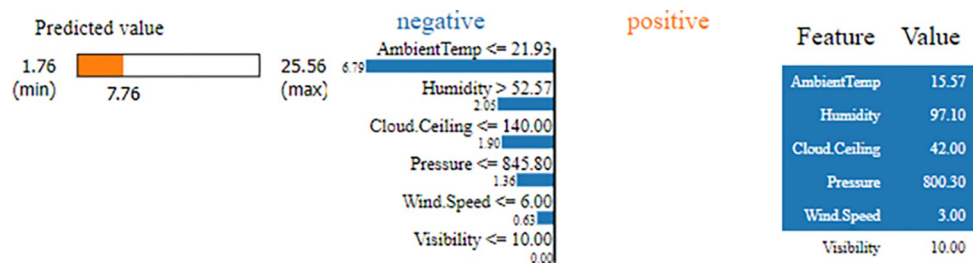 Predicted value
1.76
(min)
7.76
25.56
(max)
negative
positive
AmbientTemp <= 21.93
6.79
Humidity > 52.57
2.05
Cloud.Ceiling <= 140.00
1.90
Pressure <= 845.80
1.36
Wind.Speed <= 6.00
0.63
Visibility <= 10.00
0.00
Feature Value
AmbientTemp 15.57
Humidity 97.10
Cloud.Ceiling 42.00
Pressure 800.30
Wind.Speed 3.00
Visibility 10.00